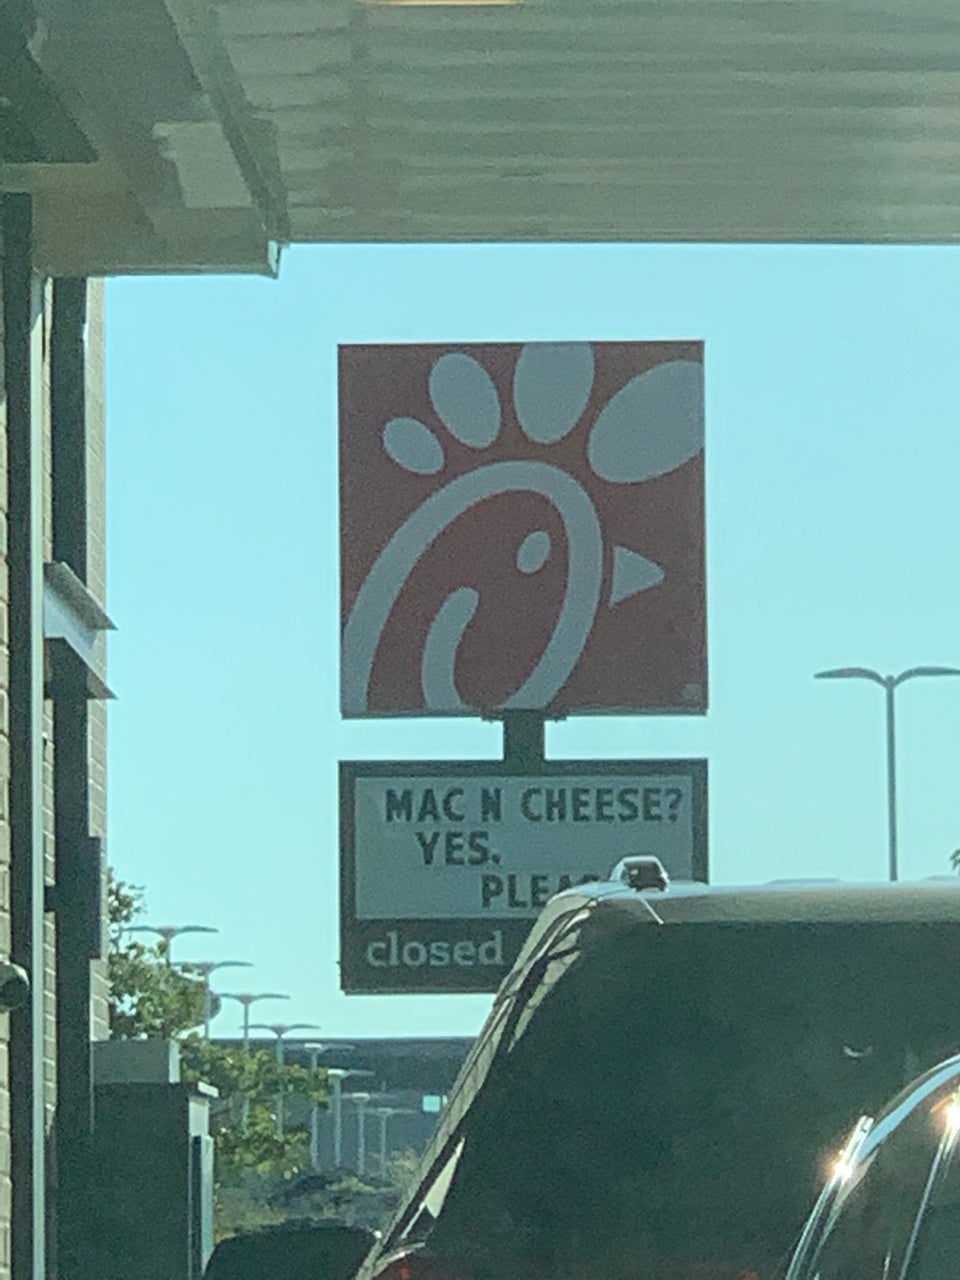 MAC N CHEESE?
YES.
closed